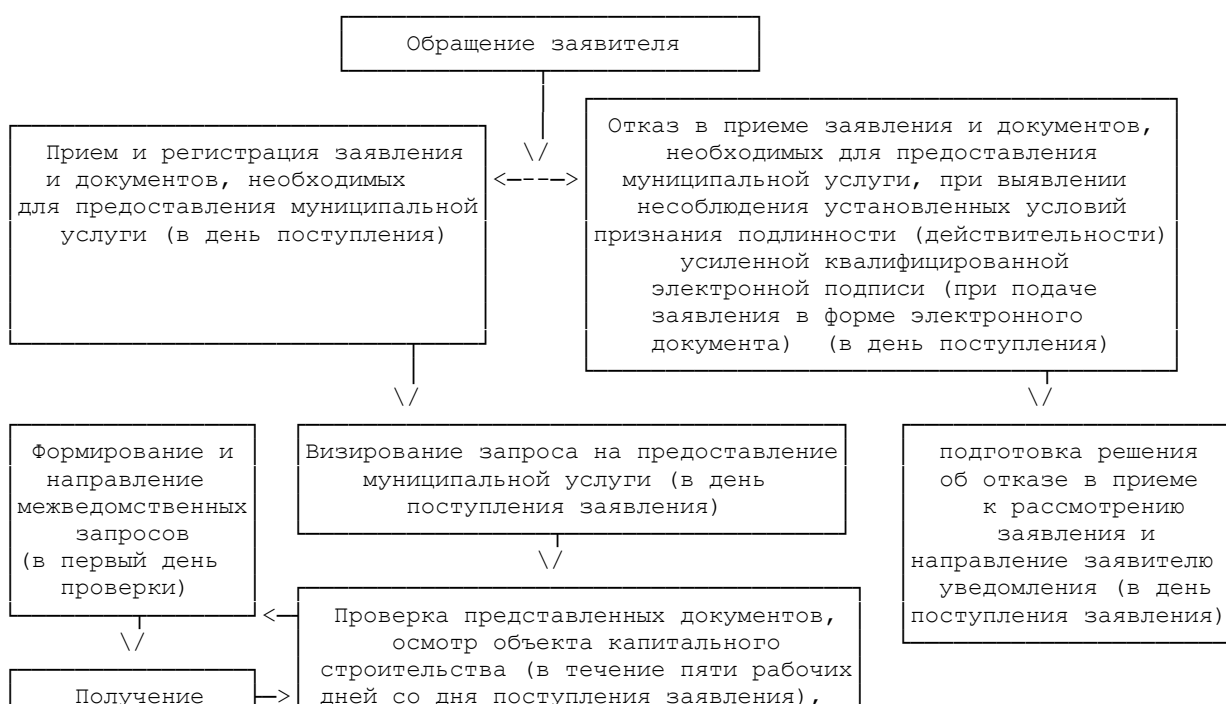 Обращение заявителя
Прием и регистрация заявления
и документов, необходимых
для предоставления муниципальной
услуги (в день поступления)
Отказ в приеме заявления и документов,
необходимых для предоставления
муниципальной услуги, при выявлении
несоблюдения установленных условий
признания подлинности (действительности)
усиленной квалифицированной
электронной подписи (при подаче
заявления в форме электронного
документа) (в день поступления)
Формирование и
направление
межведомственных
запросов
(в первый день
проверки)
Визирование запроса на предоставление
муниципальной услуги (в день
поступления заявления)
подготовка решения
об отказе в приеме
к рассмотрению
заявления и
направление заявителю
уведомления (в день
поступления заявления)
Проверка представленных документов,
осмотр объекта капитального
строительства (в течение пяти рабочих
дней со дня поступления заявления),
Получение